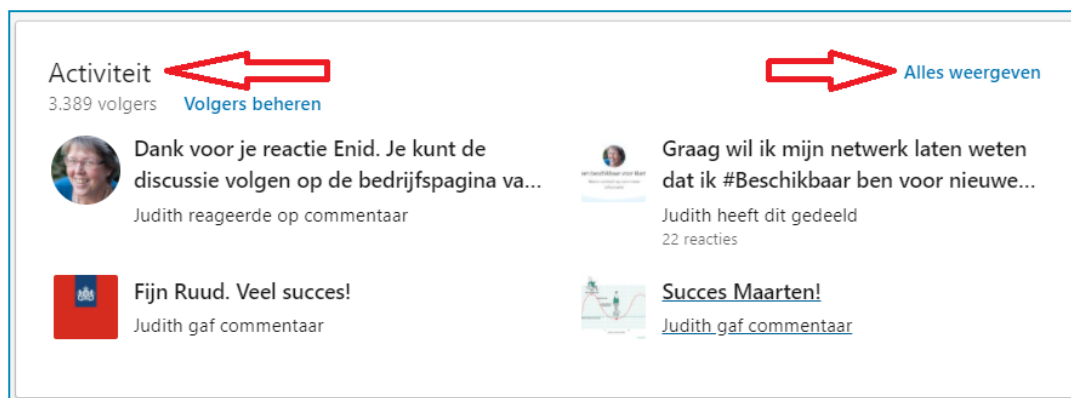 Activiteit
Alles weergeven
3.389 volgers Volgers beheren
Dank voor je reactie Enid. Je kunt de
discussie volgen op de bedrijfspagina va...
Judith reageerde op commentaar
Graag wil ik mijn netwerk laten weten
dat ik #Beschikbaar ben voor nieuwe...
Judith heeft dit gedeeld
22 reacties
Fijn Ruud. Veel succes!
Judith gaf commentaar
Succes Maarten!
Judith gaf commentaar